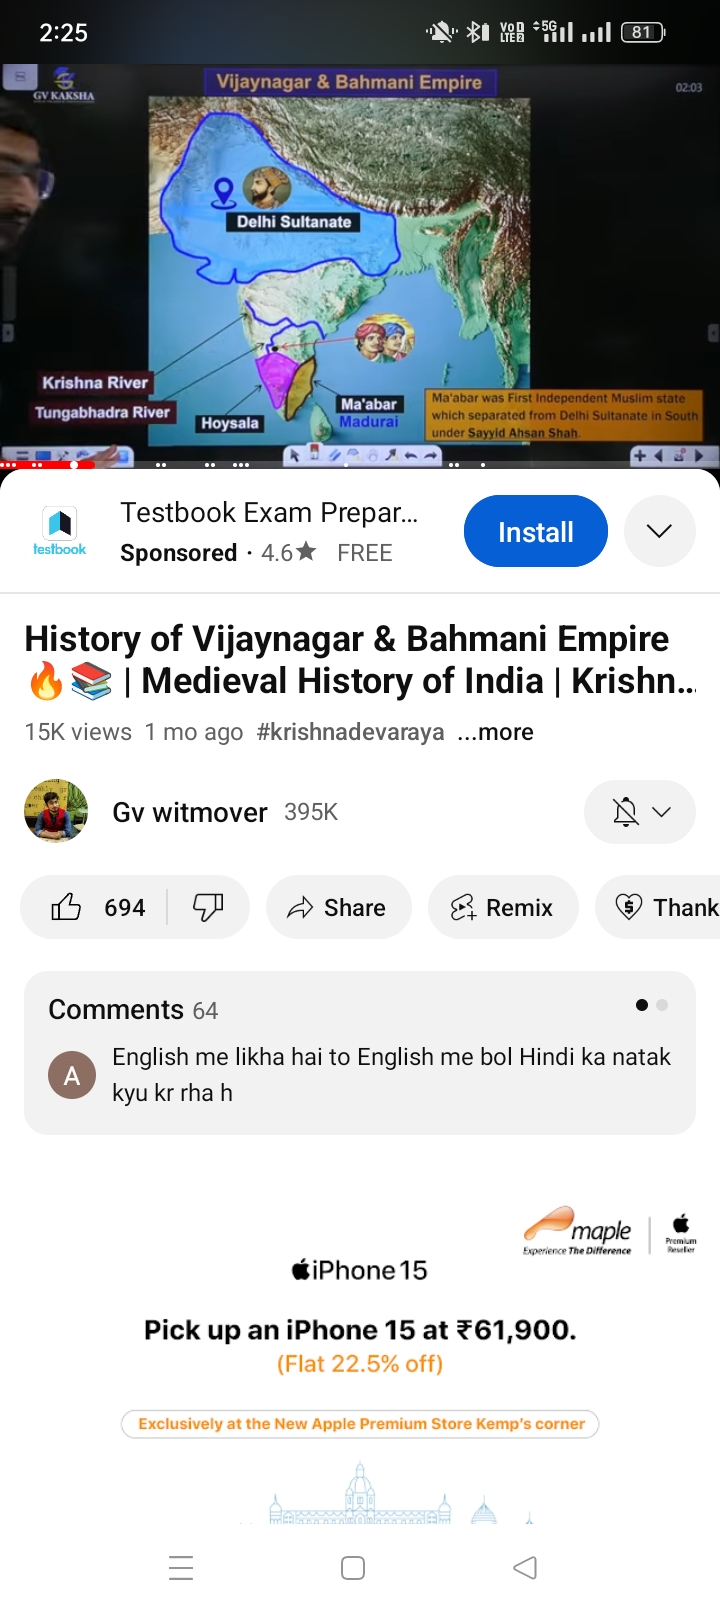 2:25
VoD
LTE2
5G
81
GV KAKSHA
Vijaynagar & Bahmani Empire
02:03
Delhi Sultanate
Krishna River
Tungabhadra River
Hoysala
Ma'abar
Madurai
Ma'abar was First Independent Muslim state
which separated from Delhi Sultanate in South
under Sayyid Ahsan Shah.
testbook
Testbook Exam Prepar...
Sponsored · 4.6★ FREE
Install
History of Vijaynagar & Bahmani Empire
🔥📚 | Medieval History of India | Krishn...
15K views 1 mo ago #krishnadevaraya ...more
Gv witmover 395K
694
Share
Remix
Thank
Comments 64
A
English me likha hai to English me bol Hindi ka natak
kyu kr rha h
maple
Experience The Difference
Premium
Reseller
iPhone 15
Pick up an iPhone 15 at ₹61,900.
(Flat 22.5% off)
Exclusively at the New Apple Premium Store Kemp's corner